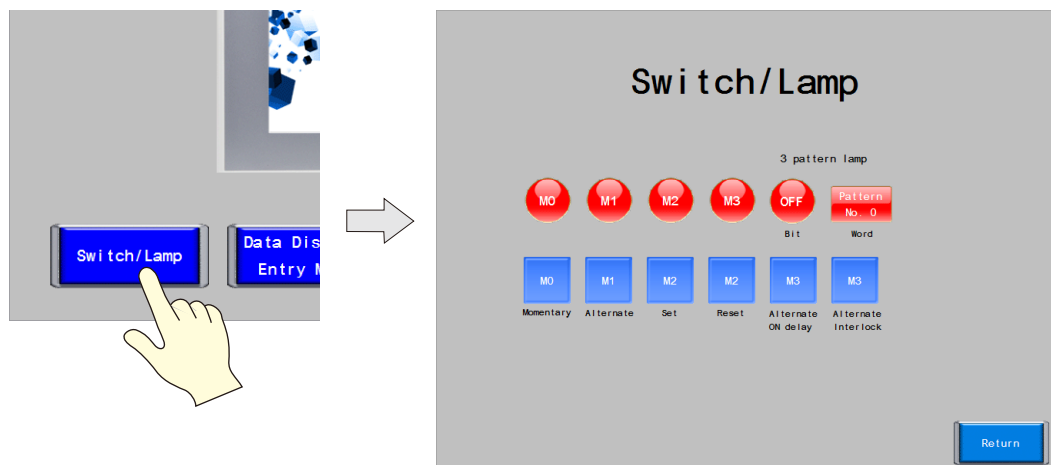 Switch/Lamp
Data Dis
Entry
Switch/Lamp
3 pattern lamp
M0 M1 M2 M3 OFF Pattern
No. 0
Bit Word
M0 M1 M2 M2 M3 M3
Momentary Alternate Set Reset Alternate Alternate
ON delay Interlock
Return